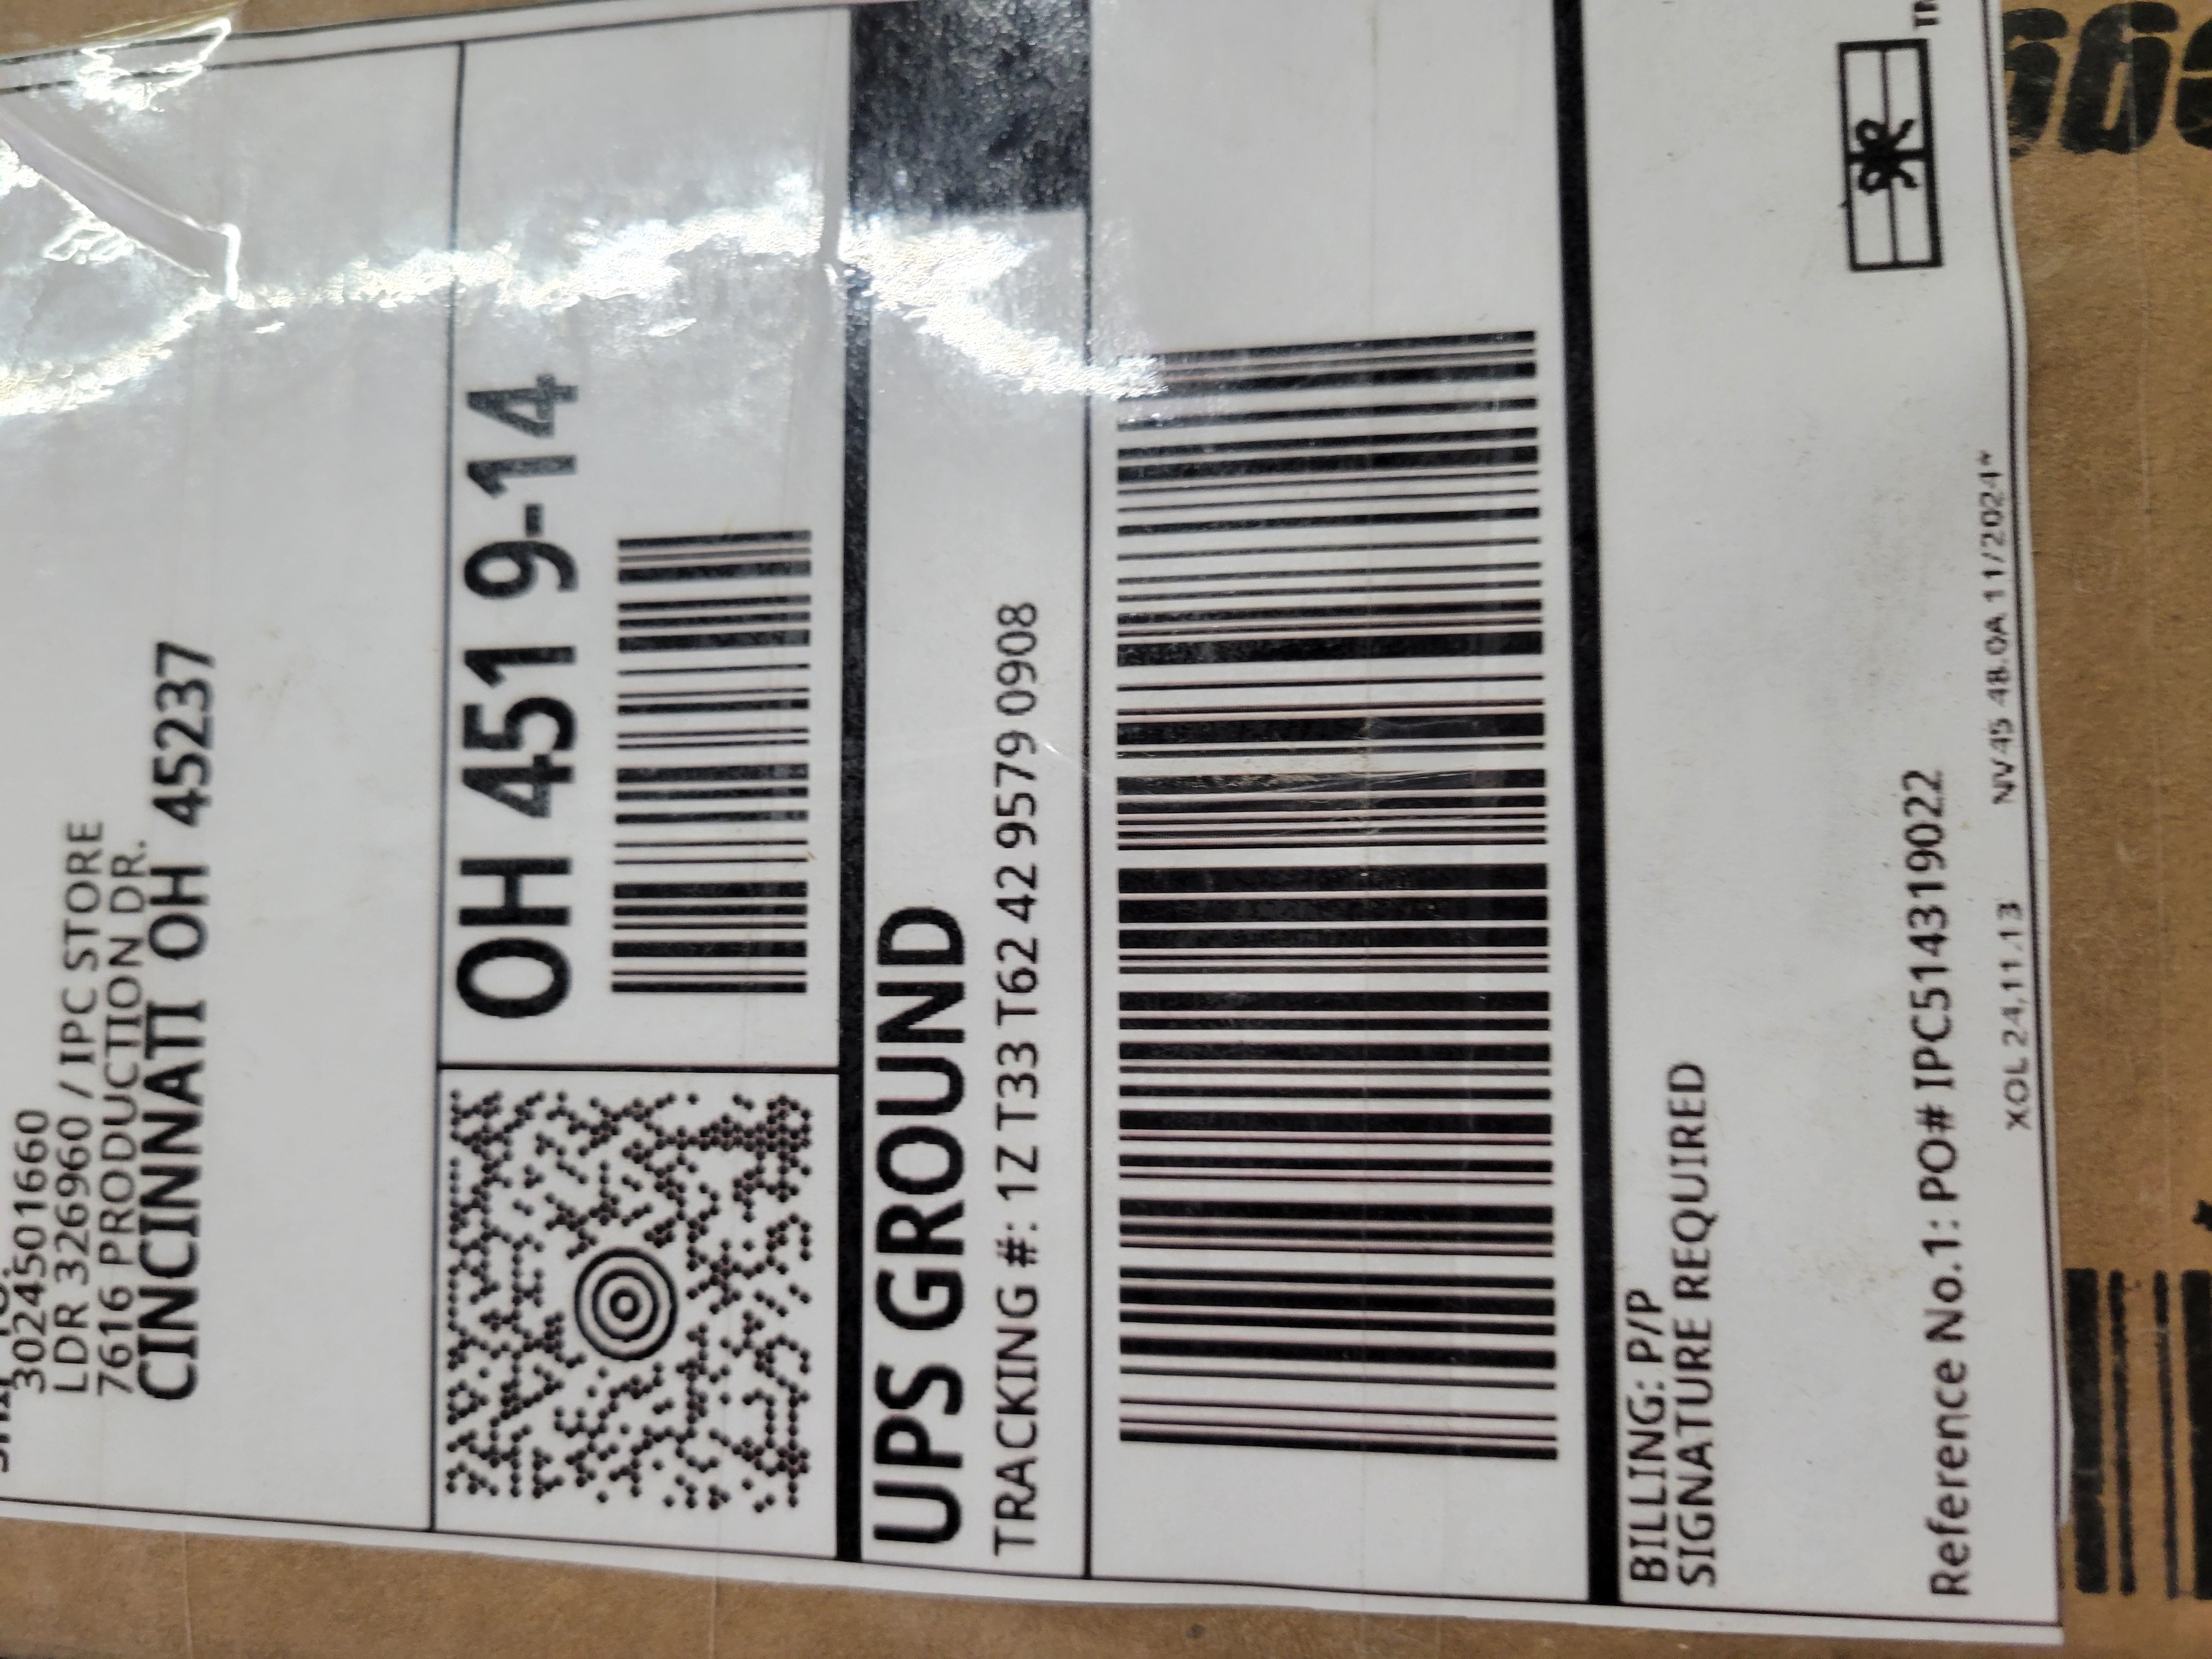 3024501660
LDR 326960 / IPC STORE
7616 PRODUCTION DR.
CINCINNATI OH 45237
OH 451 9-14
UPS GROUND
TRACKING #: 1Z T33 T62 42 9579 0908
BILLING: P/P
SIGNATURE REQUIRED
Reference No.1: PO# IPC514319022
XOL 24.11.13 NV45 48.0A 11/2024*